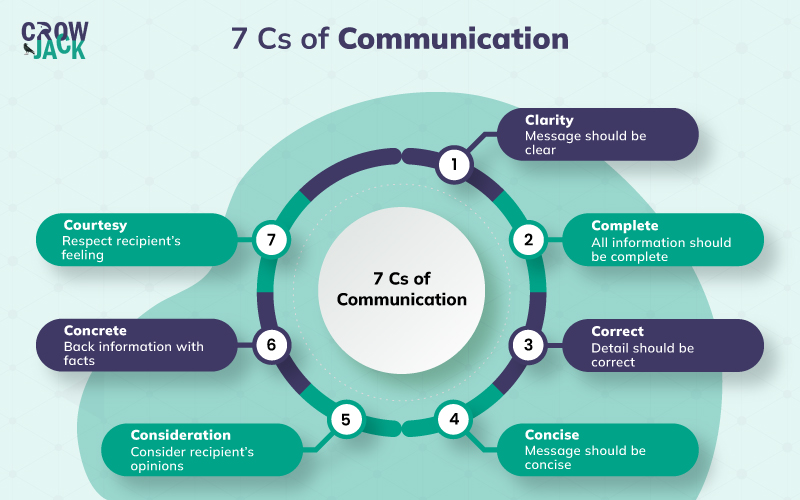 CROW
JACK
7 Cs of Communication
1
Clarity
Message should be
clear
2
Complete
All information should
be complete
3
Correct
Detail should be
correct
4
Concise
Message should be
concise
5
Consideration
Consider recipient's
opinions
6
Concrete
Back information with
facts
7
Courtesy
Respect recipient's
feeling
7 Cs of
Communication